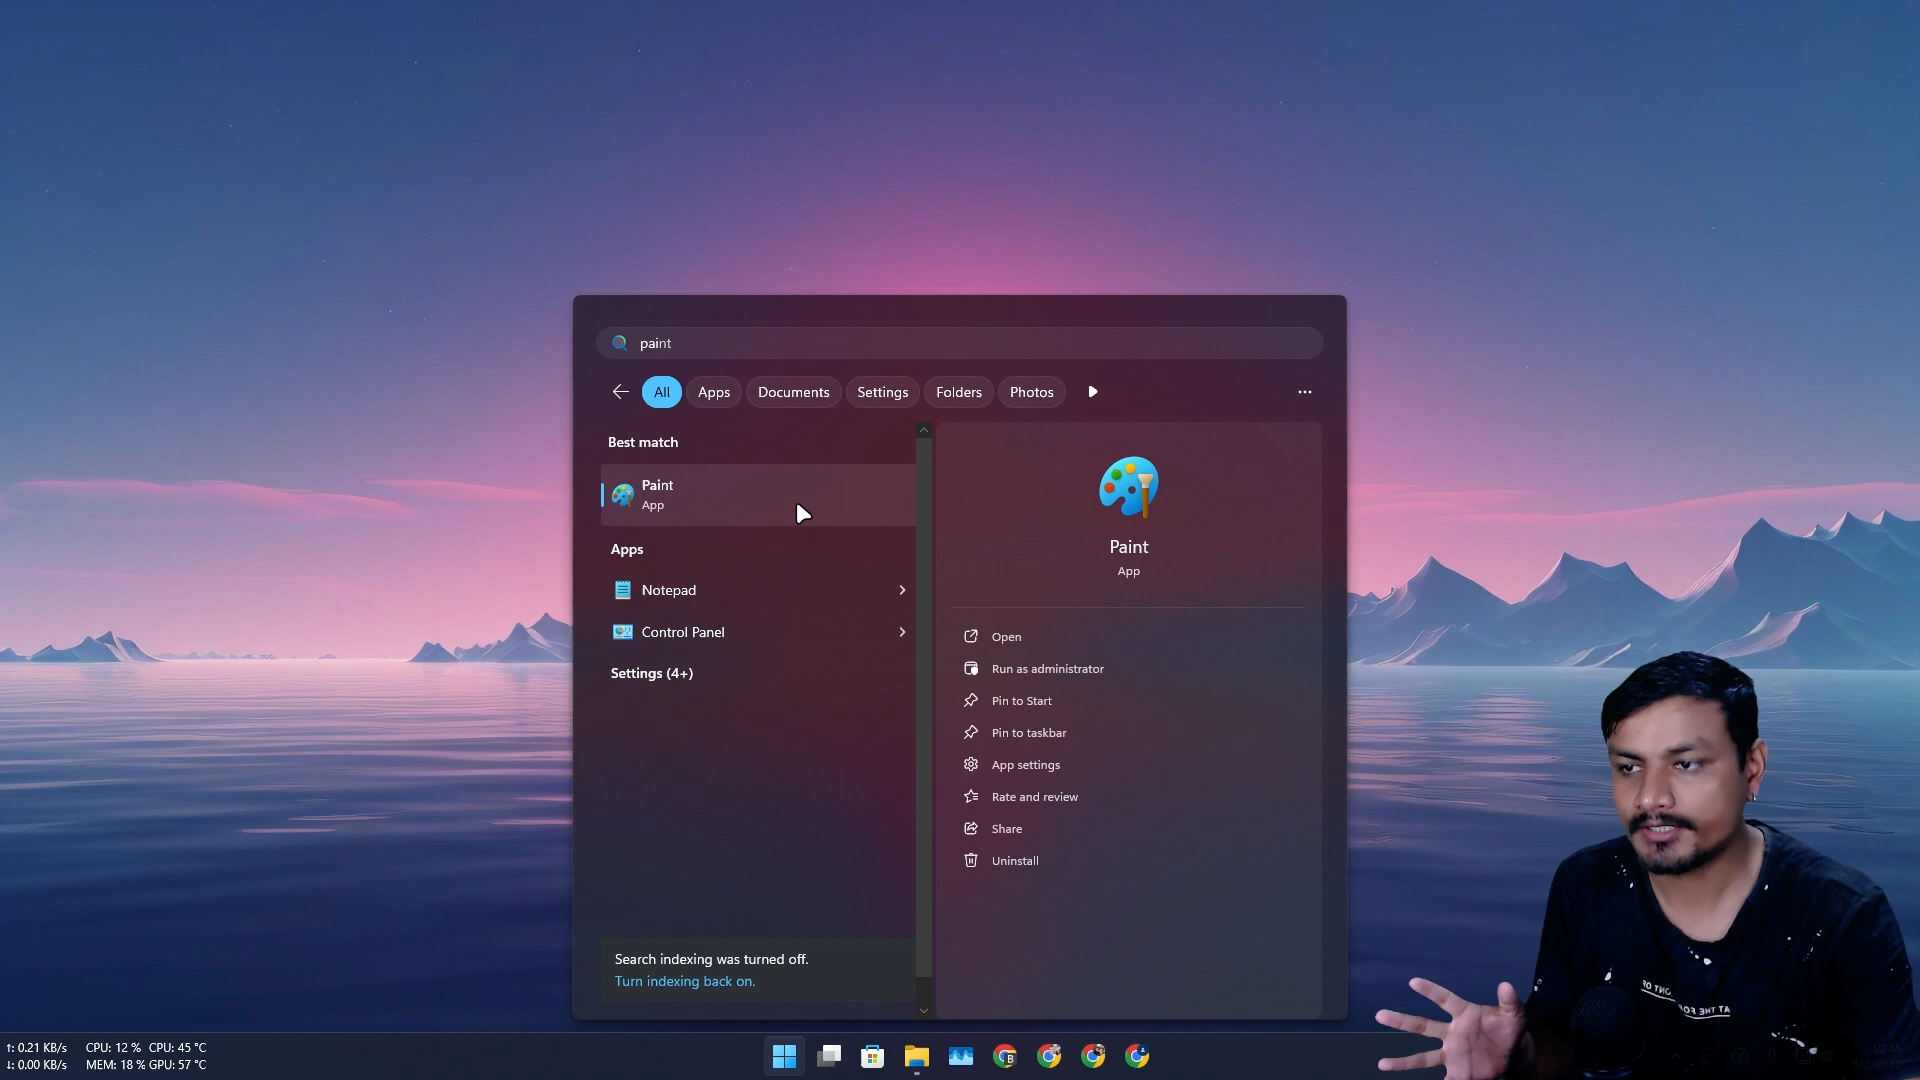 paint
All
Apps
Documents
Settings
Folders
Photos
Best match
Paint
App
Apps
Notepad
Control Panel
Settings (4+)
Search indexing was turned off.
Turn indexing back on.
Paint
App
Open
Run as administrator
Pin to Start
Pin to taskbar
App settings
Rate and review
Share
Uninstall
↑: 0.21 KB/s CPU: 12 % CPU: 45 °C
↓: 0.00 KB/s MEM: 18 % GPU: 57 °C
B